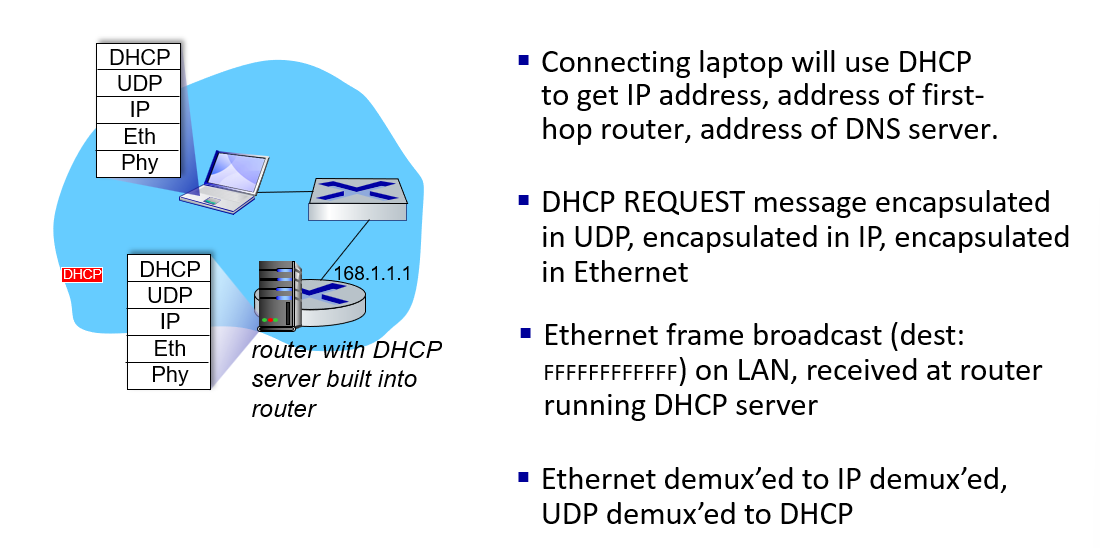 DHCP
UDP
IP
Eth
Phy
DHCP
DHCP
UDP
IP
Eth
Phy
168.1.1.1
router with DHCP
server built into
router
▪ Connecting laptop will use DHCP
to get IP address, address of first-
hop router, address of DNS server.
▪ DHCP REQUEST message encapsulated
in UDP, encapsulated in IP, encapsulated
in Ethernet
▪ Ethernet frame broadcast (dest:
FFFFFFFFFFFF) on LAN, received at router
running DHCP server
▪ Ethernet demux’ed to IP demux’ed,
UDP demux’ed to DHCP